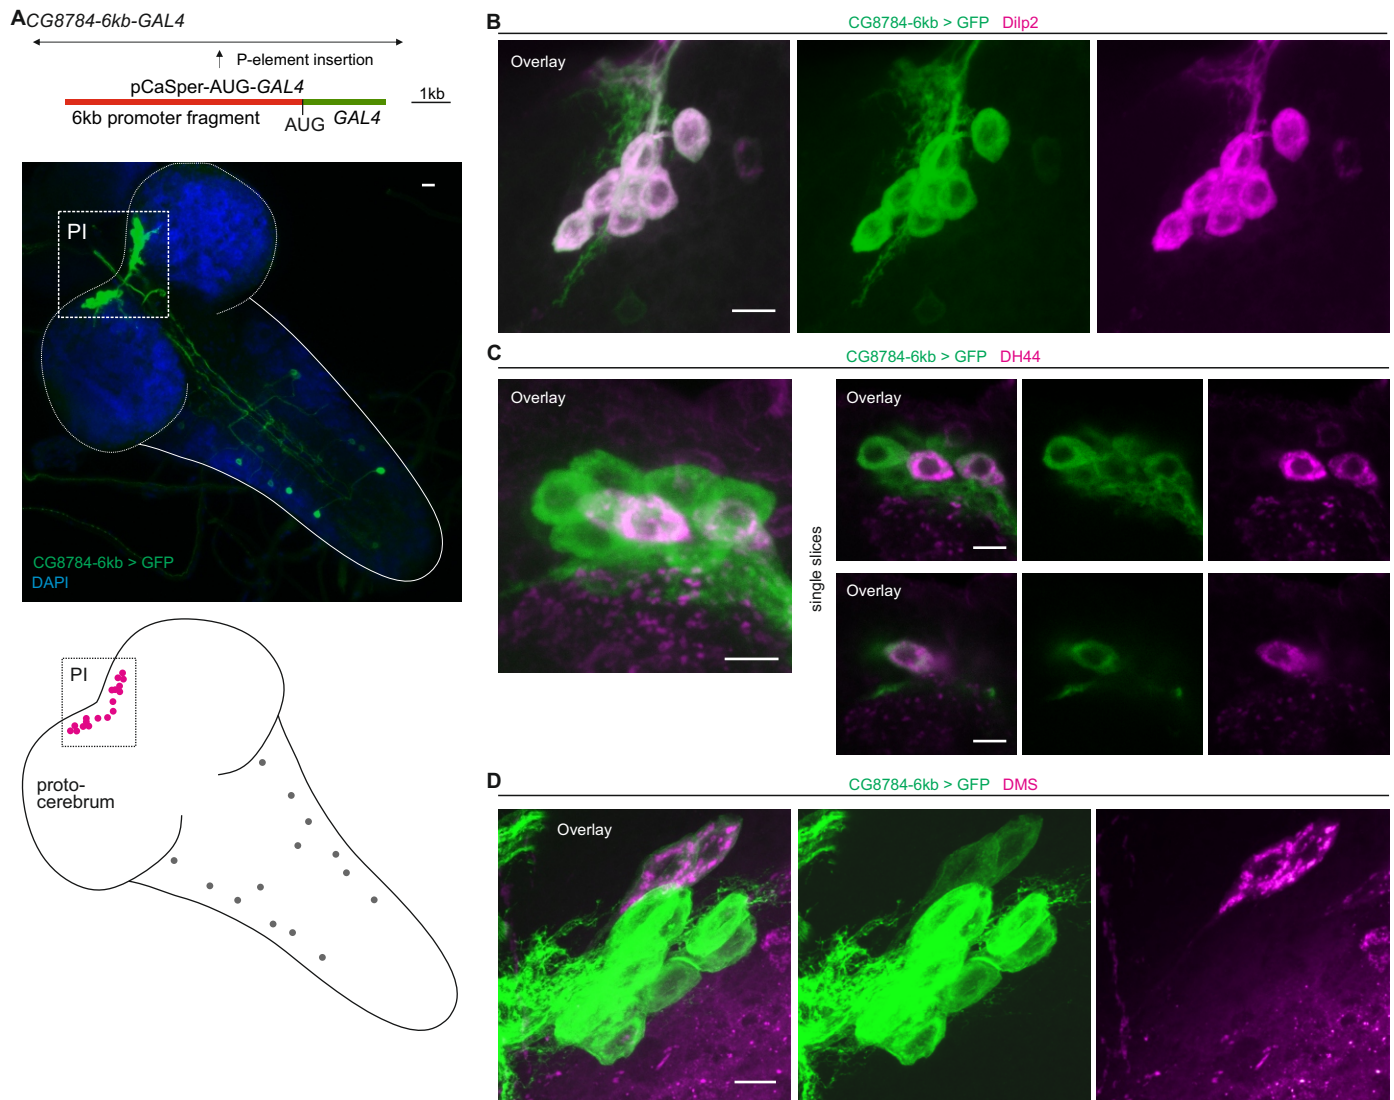 A CG8784-6kb-GAL4
P-element insertion
pCaSper-AUG-GAL4
6kb promoter fragment
AUG
GAL4
1kb
PI
CG8784-6kb > GFP
DAPI
PI
proto-
cerebrum
B
CG8784-6kb > GFP Dilp2
Overlay
C
CG8784-6kb > GFP DH44
Overlay
single slices
Overlay
Overlay
D
CG8784-6kb > GFP DMS
Overlay